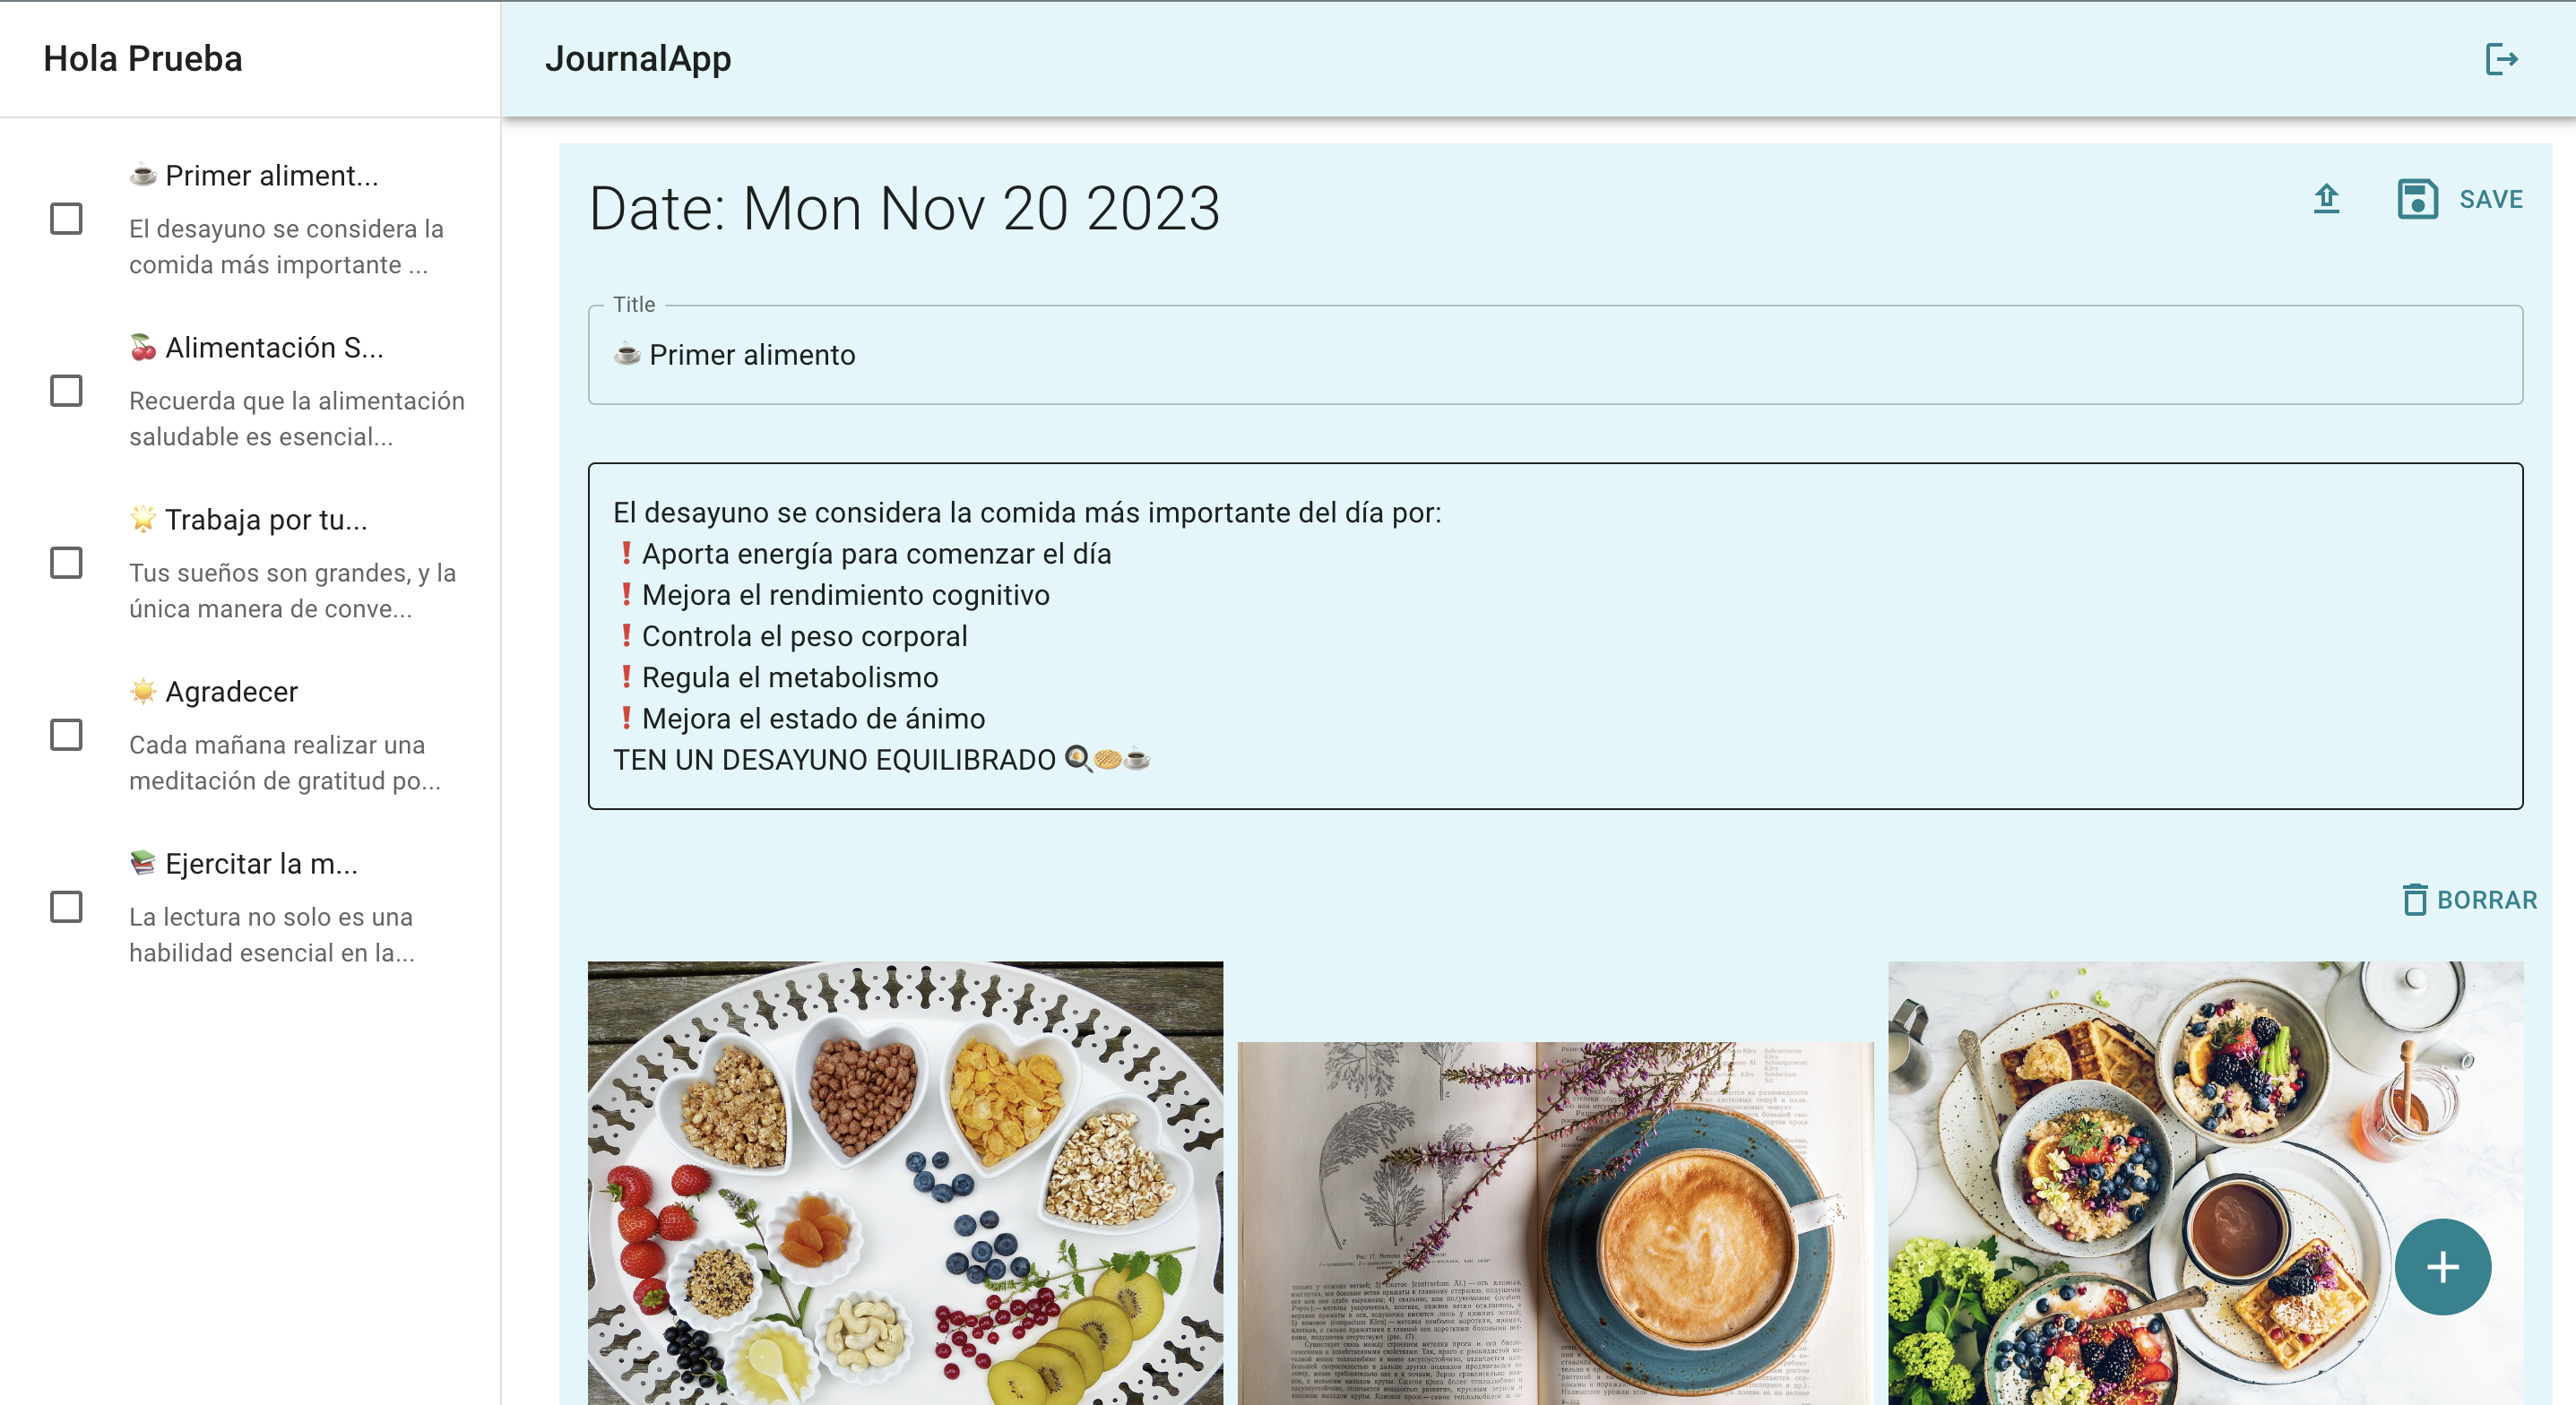 Hola Prueba
JournalApp
☕ Primer aliment...
El desayuno se considera la
comida más importante ...
🍒 Alimentación S...
Recuerda que la alimentación
saludable es esencial...
🌟 Trabaja por tu...
Tus sueños son grandes, y la
única manera de conve...
☀️ Agradecer
Cada mañana realizar una
meditación de gratitud po...
📚 Ejercitar la m...
La lectura no solo es una
habilidad esencial en la...
Date: Mon Nov 20 2023
SAVE
Title
☕ Primer alimento
El desayuno se considera la comida más importante del día por:
❗Aporta energía para comenzar el día
❗Mejora el rendimiento cognitivo
❗Controla el peso corporal
❗Regula el metabolismo
❗Mejora el estado de ánimo
TEN UN DESAYUNO EQUILIBRADO 🍳🧇☕
BORRAR